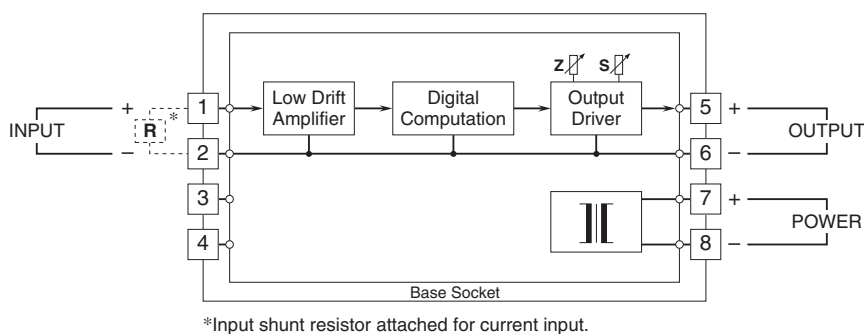 Z S
1 Low Drift Amplifier Digital Computation Output Driver 5 +
+
INPUT R * OUTPUT
− 2 6 −
3 7 +
POWER
4 8 −
Base Socket
*Input shunt resistor attached for current input.